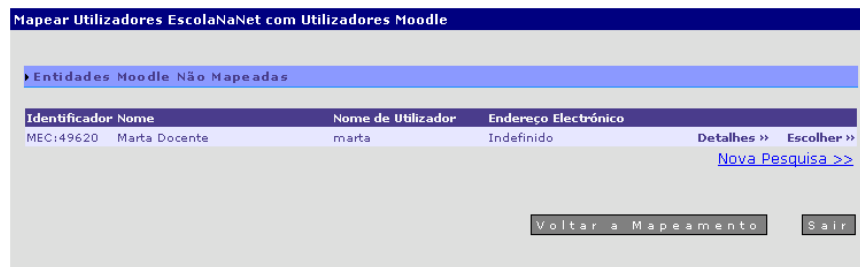 Mapear Utilizadores EscolaNaNet com Utilizadores Moodle
Entidades Moodle Não Mapeadas
Identificador Nome Nome de Utilizador Endereço Electrónico
MEC:49620 Marta Docente marta Indefinido Detalhes ›› Escolher ››
Nova Pesquisa >>
Voltar a Mapeamento Sair